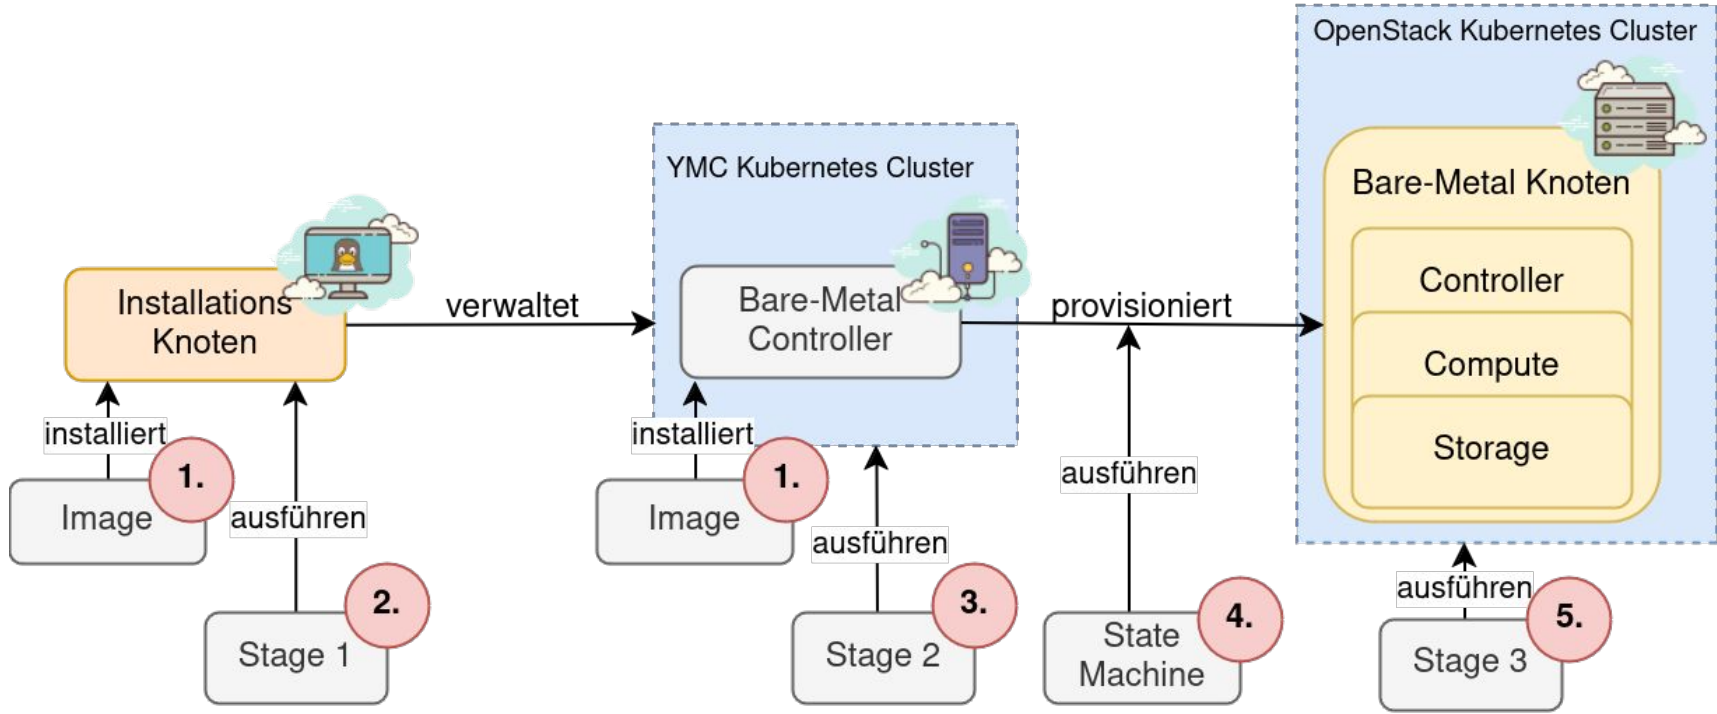 OpenStack Kubernetes Cluster
YMC Kubernetes Cluster
Bare-Metal Knoten
Installations
Knoten
verwaltet
Bare-Metal
Controller
provisioniert
Controller
Compute
Storage
installiert
1.
Image
ausführen
2.
Stage 1
installiert
1.
Image
ausführen
3.
Stage 2
ausführen
4.
State
Machine
ausführen
5.
Stage 3